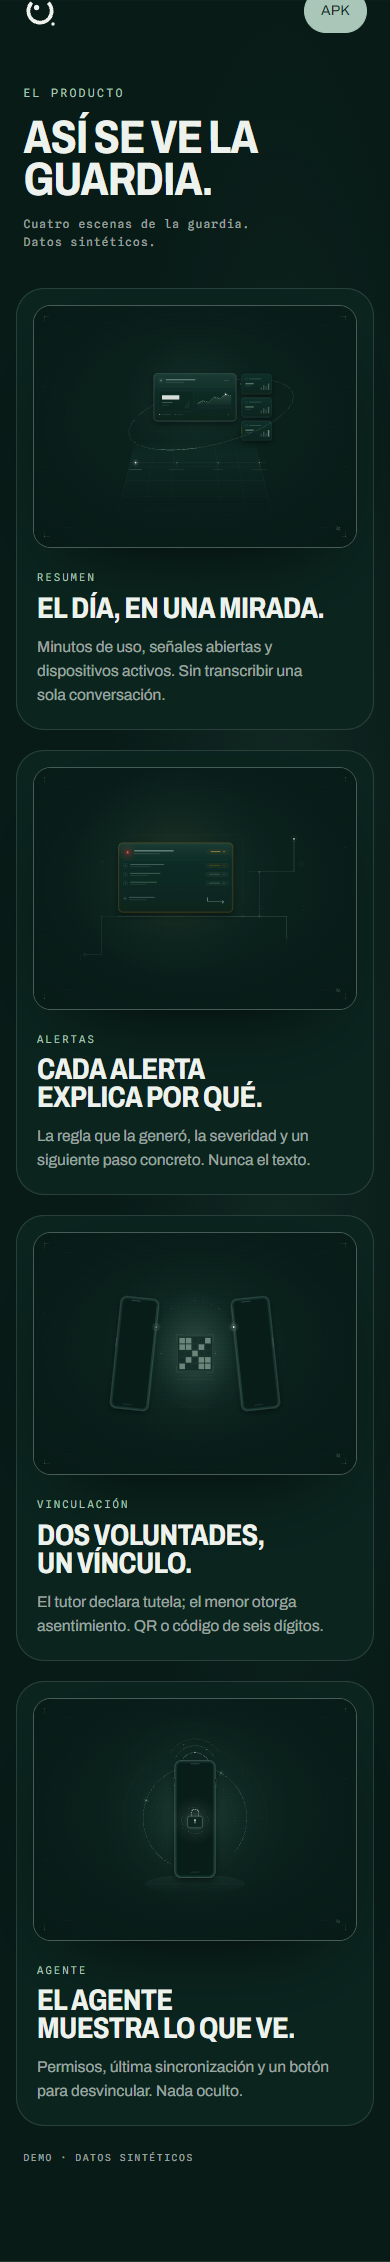 APK
EL PRODUCTO
ASÍ SE VE LA
GUARDIA.
Cuatro escenas de la guardia.
Datos sintéticos.
RESUMEN
EL DÍA, EN UNA MIRADA.
Minutos de uso, señales abiertas y
dispositivos activos. Sin transcribir una
sola conversación.
ALERTAS
CADA ALERTA
EXPLICA POR QUÉ.
La regla que la generó, la severidad y un
siguiente paso concreto. Nunca el texto.
VINCULACIÓN
DOS VOLUNTADES,
UN VÍNCULO.
El tutor declara tutela; el menor otorga
asentimiento. QR o código de seis dígitos.
AGENTE
EL AGENTE
MUESTRA LO QUE VE.
Permisos, última sincronización y un botón
para desvincular. Nada oculto.
DEMO · DATOS SINTÉTICOS